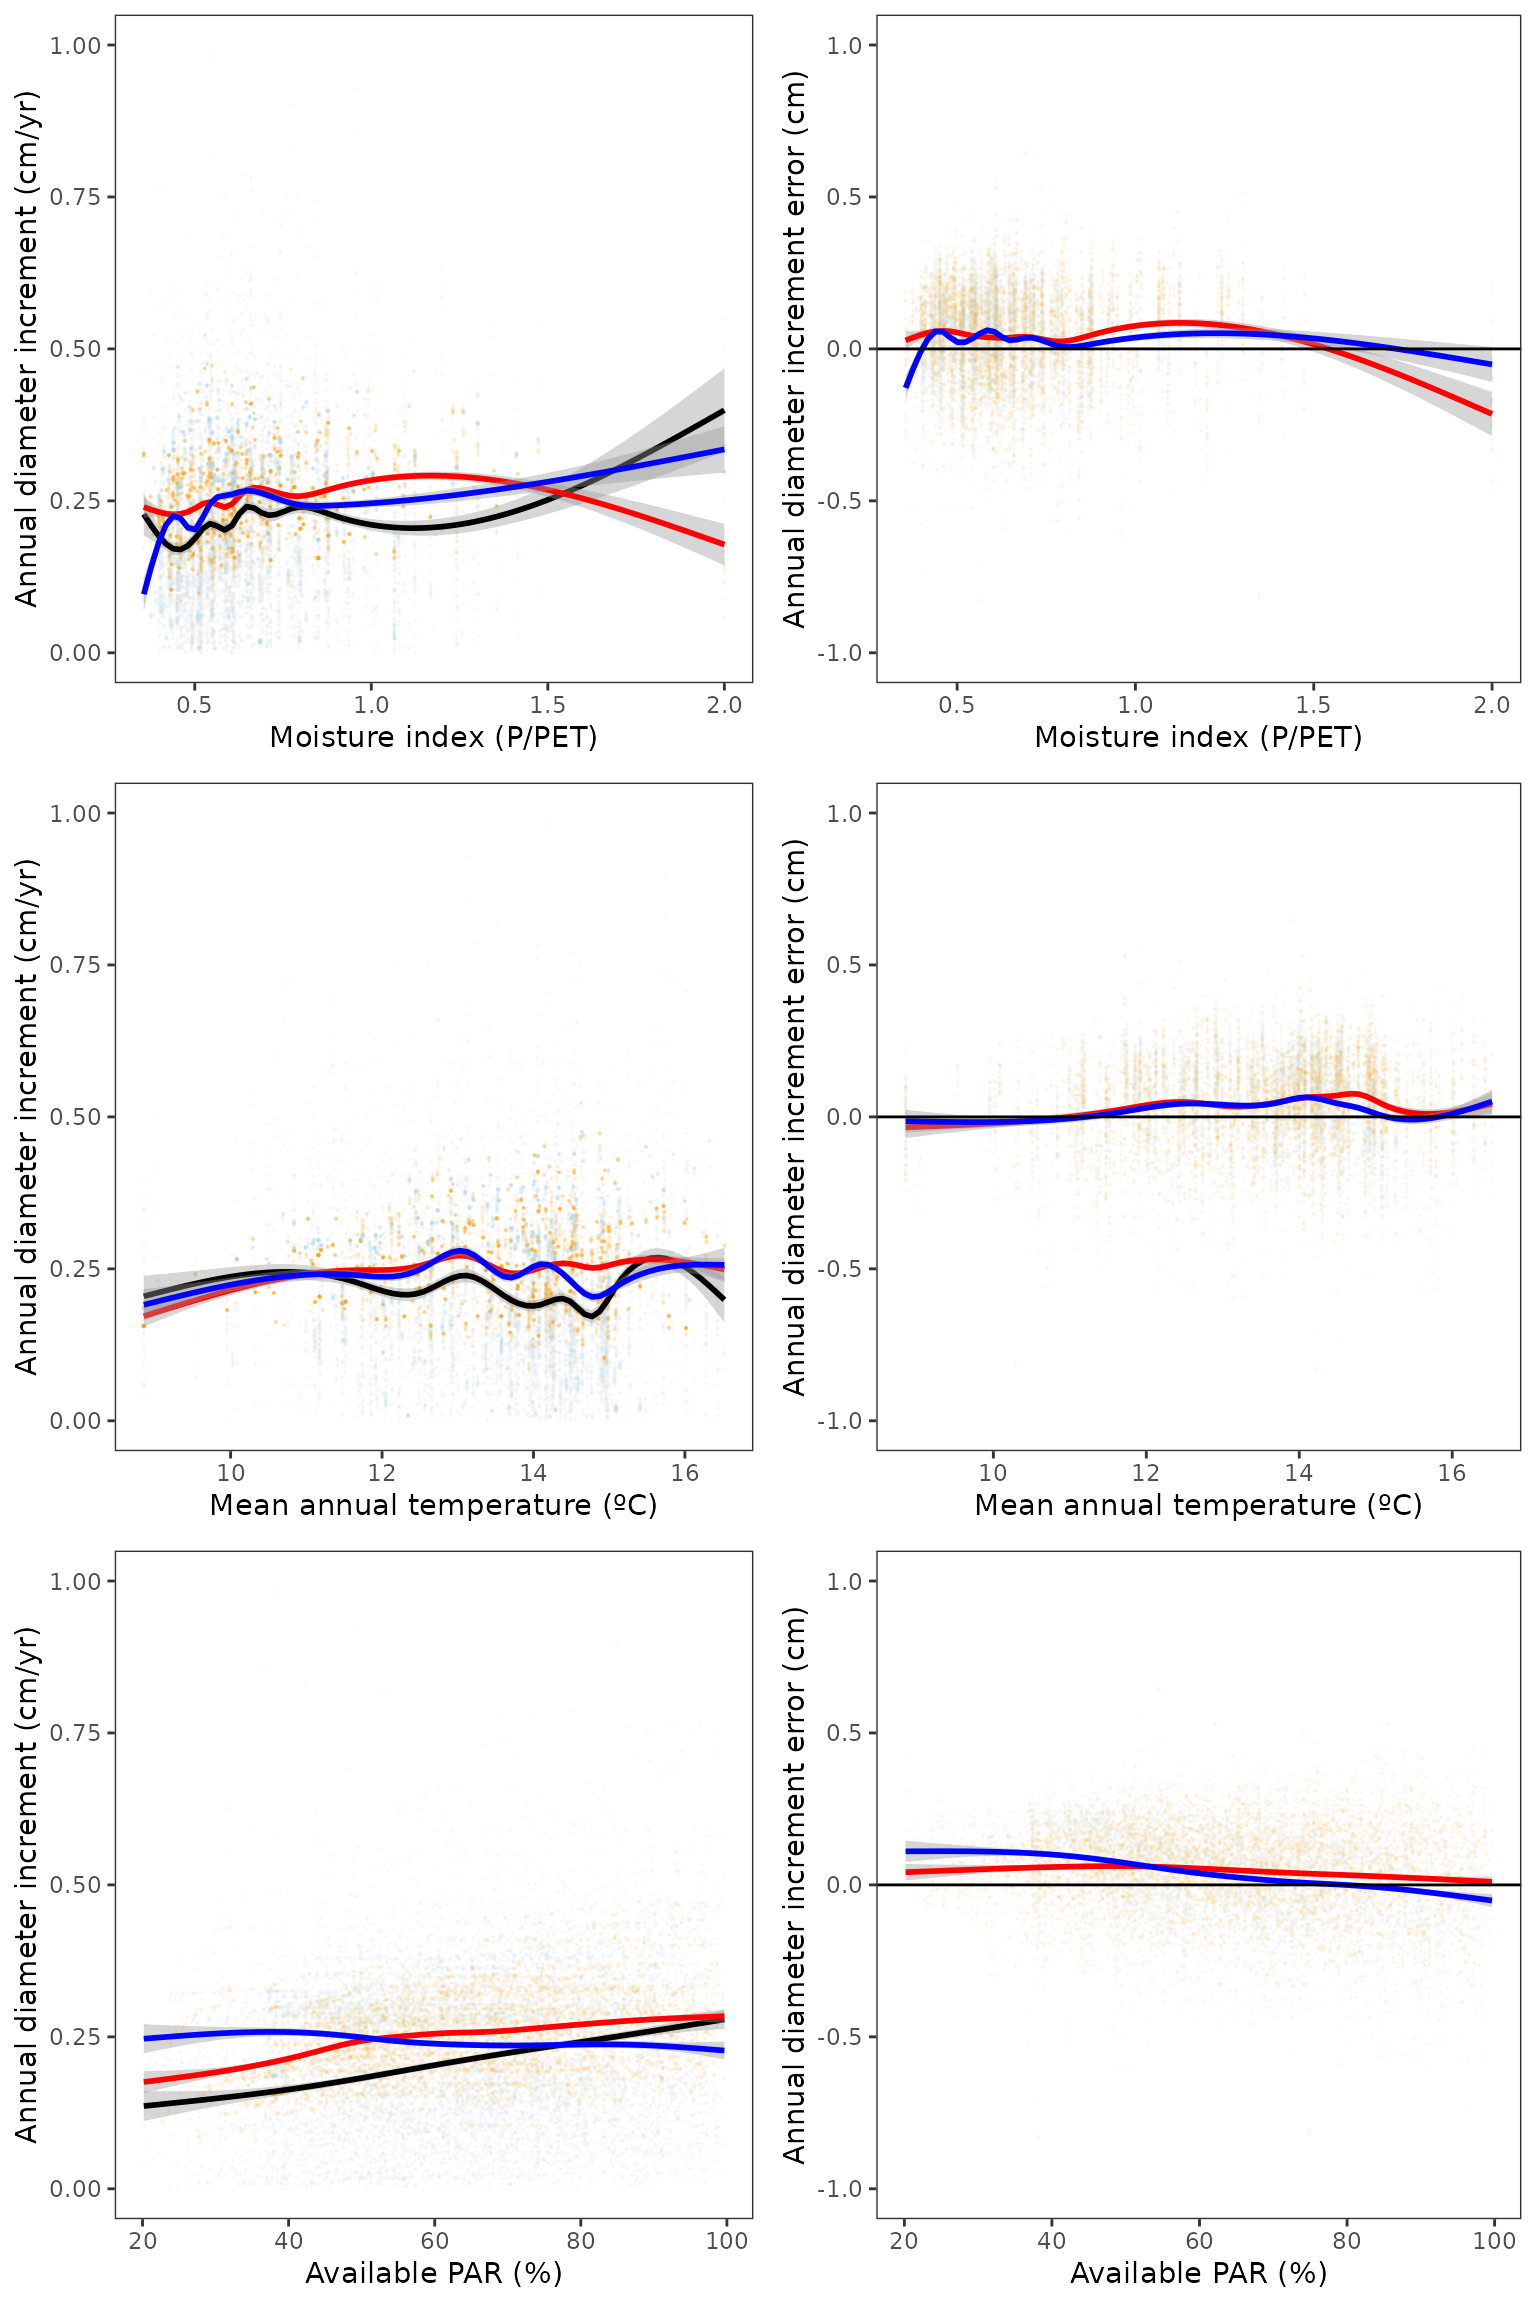 Annual diameter increment (cm/yr)
1.00
0.75
0.50
0.25
0.00
0.5 1.0 1.5 2.0
Moisture index (P/PET)
Annual diameter increment error (cm)
1.0
0.5
0.0
-0.5
-1.0
0.5 1.0 1.5 2.0
Moisture index (P/PET)
Annual diameter increment (cm/yr)
1.00
0.75
0.50
0.25
0.00
10 12 14 16
Mean annual temperature (ºC)
Annual diameter increment error (cm)
1.0
0.5
0.0
-0.5
-1.0
10 12 14 16
Mean annual temperature (ºC)
Annual diameter increment (cm/yr)
1.00
0.75
0.50
0.25
0.00
20 40 60 80 100
Available PAR (%)
Annual diameter increment error (cm)
1.0
0.5
0.0
-0.5
-1.0
20 40 60 80 100
Available PAR (%)